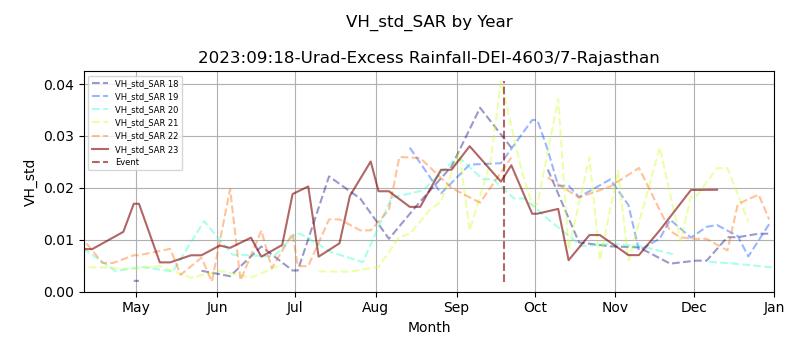 VH_std_SAR by Year
2023:09:18-Urad-Excess Rainfall-DEI-4603/7-Rajasthan
0.04
0.03
0.02
0.01
0.00
VH_std
VH_std_SAR 18
VH_std_SAR 19
VH_std_SAR 20
VH_std_SAR 21
VH_std_SAR 22
VH_std_SAR 23
Event
May Jun Jul Aug Sep Oct Nov Dec Jan
Month